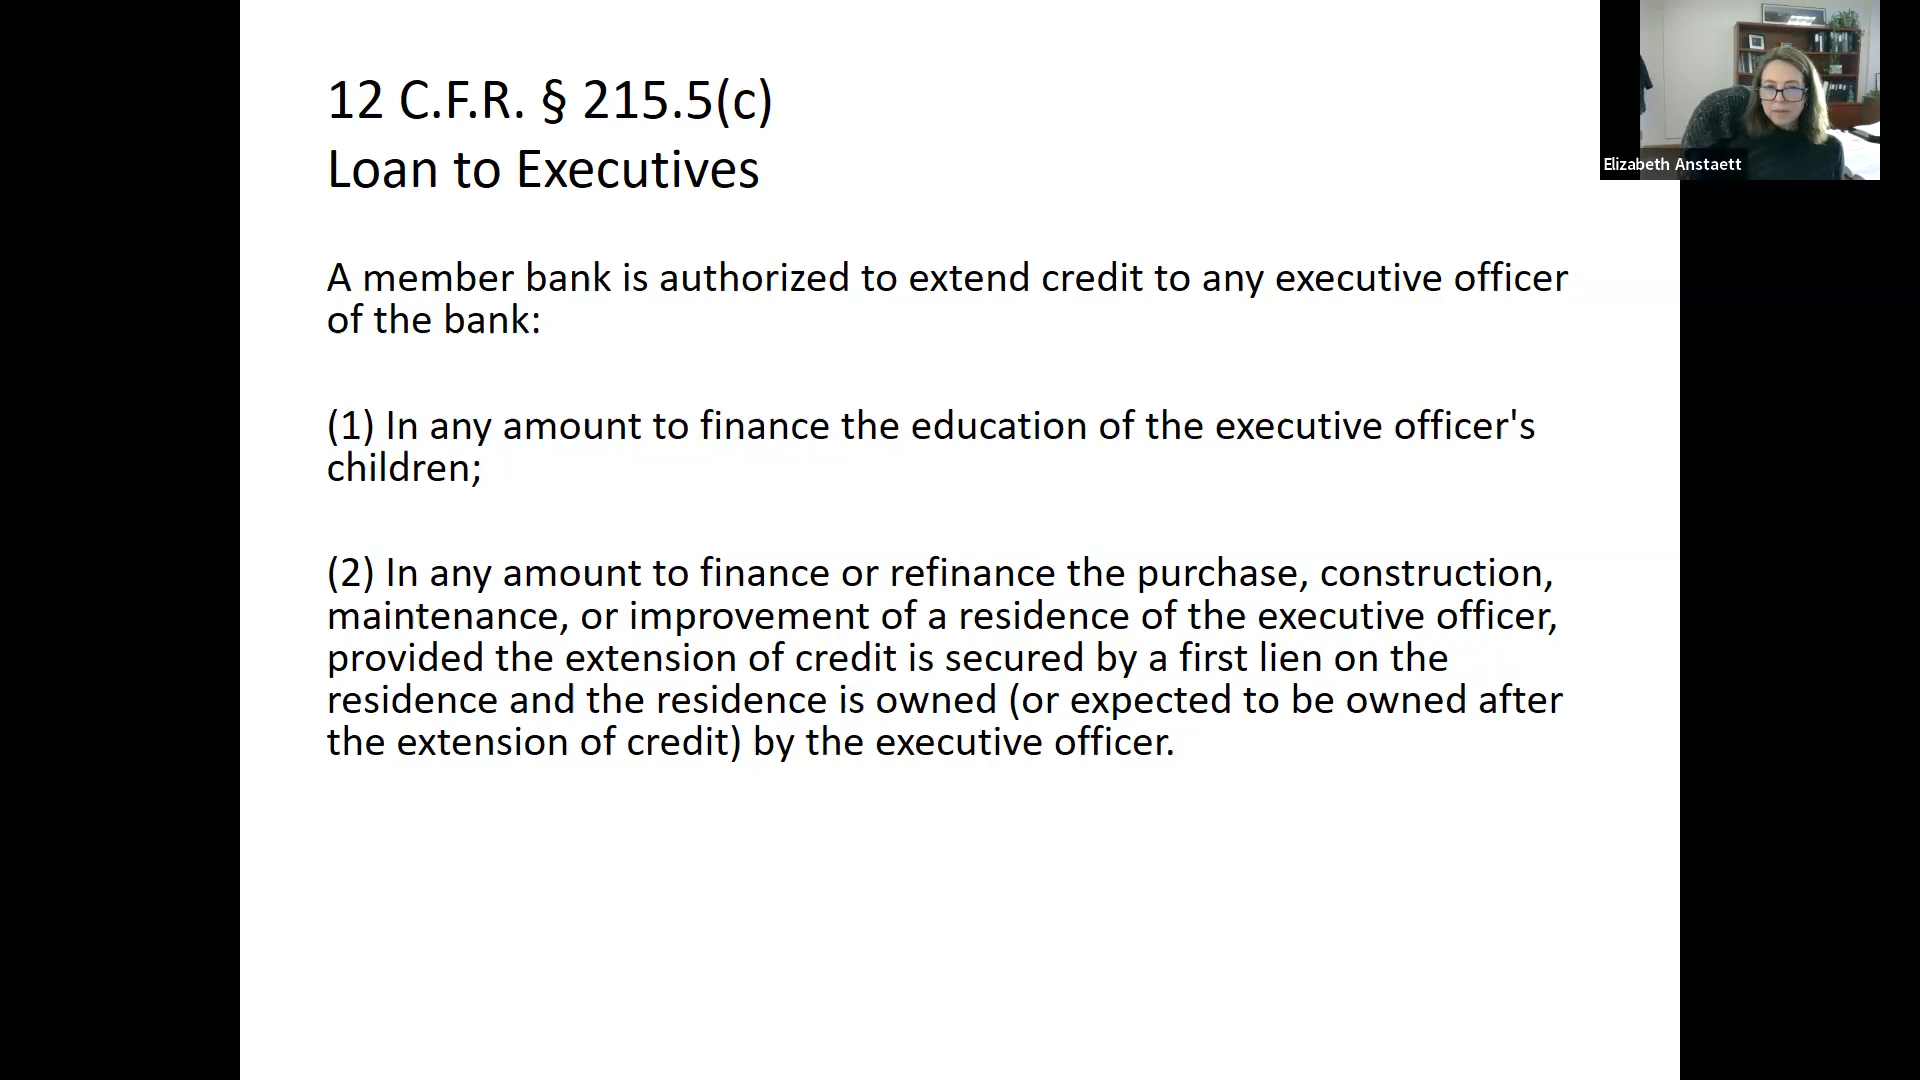 12 C.F.R. § 215.5(c)
Loan to Executives
A member bank is authorized to extend credit to any executive officer
of the bank:
(1) In any amount to finance the education of the executive officer's
children;
(2) In any amount to finance or refinance the purchase, construction,
maintenance, or improvement of a residence of the executive officer,
provided the extension of credit is secured by a first lien on the
residence and the residence is owned (or expected to be owned after
the extension of credit) by the executive officer.
Elizabeth Anstaett